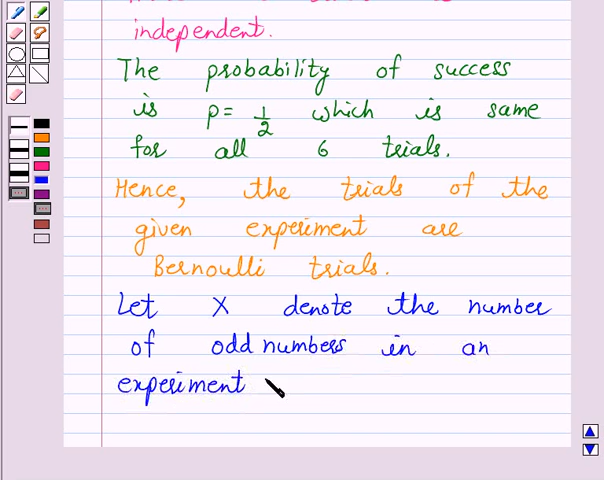 independent.
The probability of success
is p = 1/2 which is same
for all 6 trials.
Hence, the trials of the
given experiment are
Bernoulli trials.
Let X denote the number
of odd numbers in an
experiment